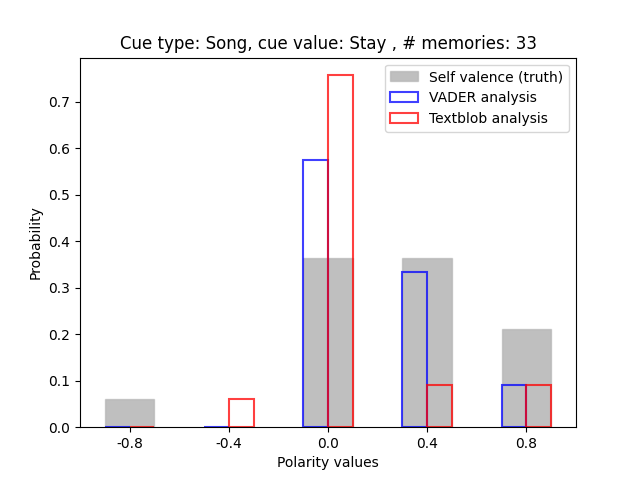 Cue type: Song, cue value: Stay , # memories: 33
Self valence (truth)
VADER analysis
Textblob analysis
Probability
0.7
0.6
0.5
0.4
0.3
0.2
0.1
0.0
-0.8 -0.4 0.0 0.4 0.8
Polarity values